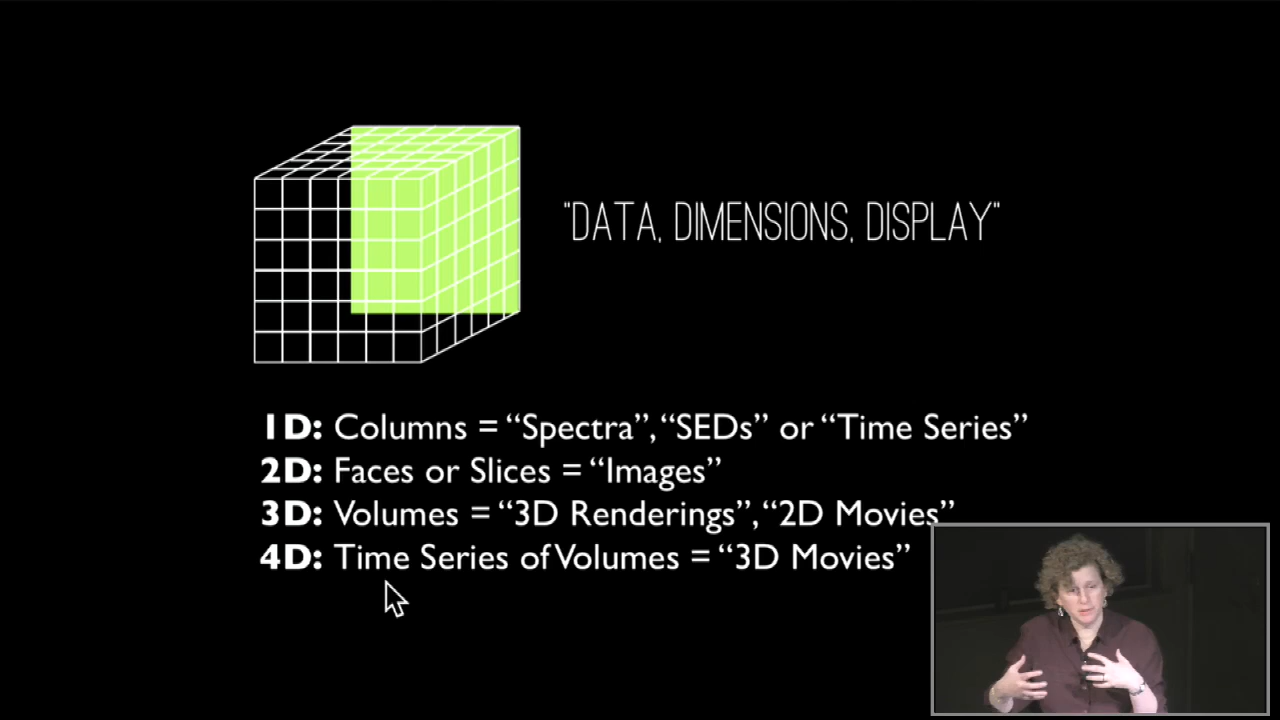 "DATA, DIMENSIONS, DISPLAY"
1D: Columns = “Spectra”, “SEDs” or “Time Series”
2D: Faces or Slices = “Images”
3D: Volumes = “3D Renderings”, “2D Movies”
4D: Time Series of Volumes = “3D Movies”